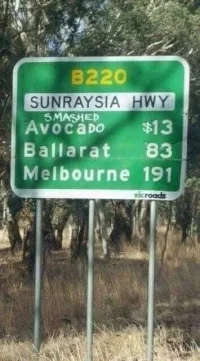 B220
SUNRAYSIA HWY
SMASHED
AVOCADO $13
Ballarat 83
Melbourne 191
vicroads